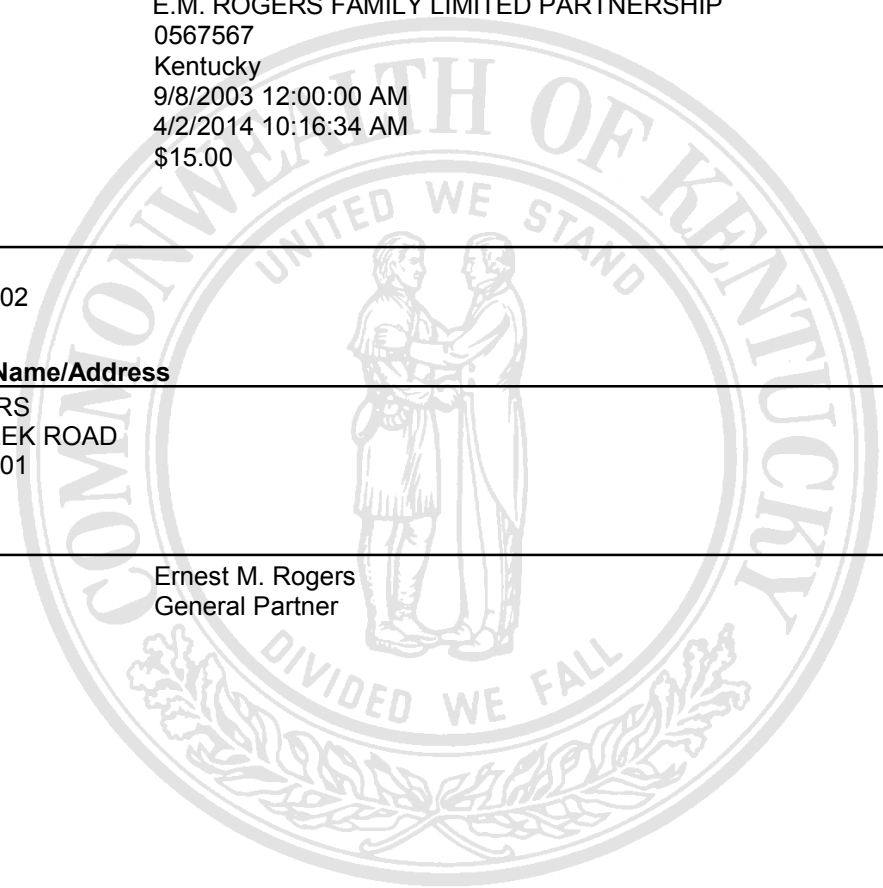 E.M. ROGERS FAMILY LIMITED PARTNERSHIP
0567567
Kentucky
9/8/2003 12:00:00 AM
4/2/2014 10:16:34 AM
$15.00
02
Name/Address
RS
EK ROAD
01
Ernest M. Rogers
General Partner
COMMONWEALTH OF KENTUCKY
UNITED WE STAND
DIVIDED WE FALL